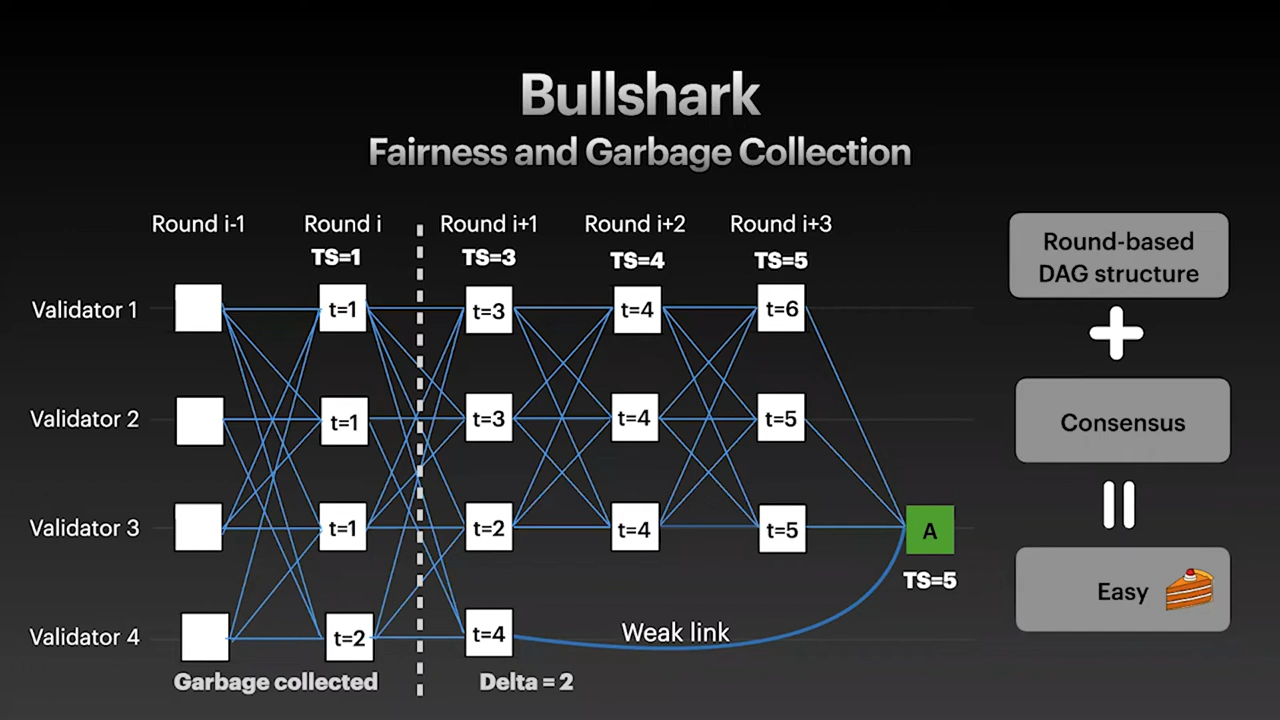 Bullshark
Fairness and Garbage Collection
Round i-1
Round i
Round i+1
Round i+2
Round i+3
TS=1
TS=3
TS=4
TS=5
Validator 1
t=1
t=3
t=4
t=6
Validator 2
t=1
t=3
t=4
t=5
Validator 3
t=1
t=2
t=4
t=5
A
TS=5
Validator 4
t=2
t=4
Weak link
Garbage collected
Delta = 2
Round-based
DAG structure
+
Consensus
Easy